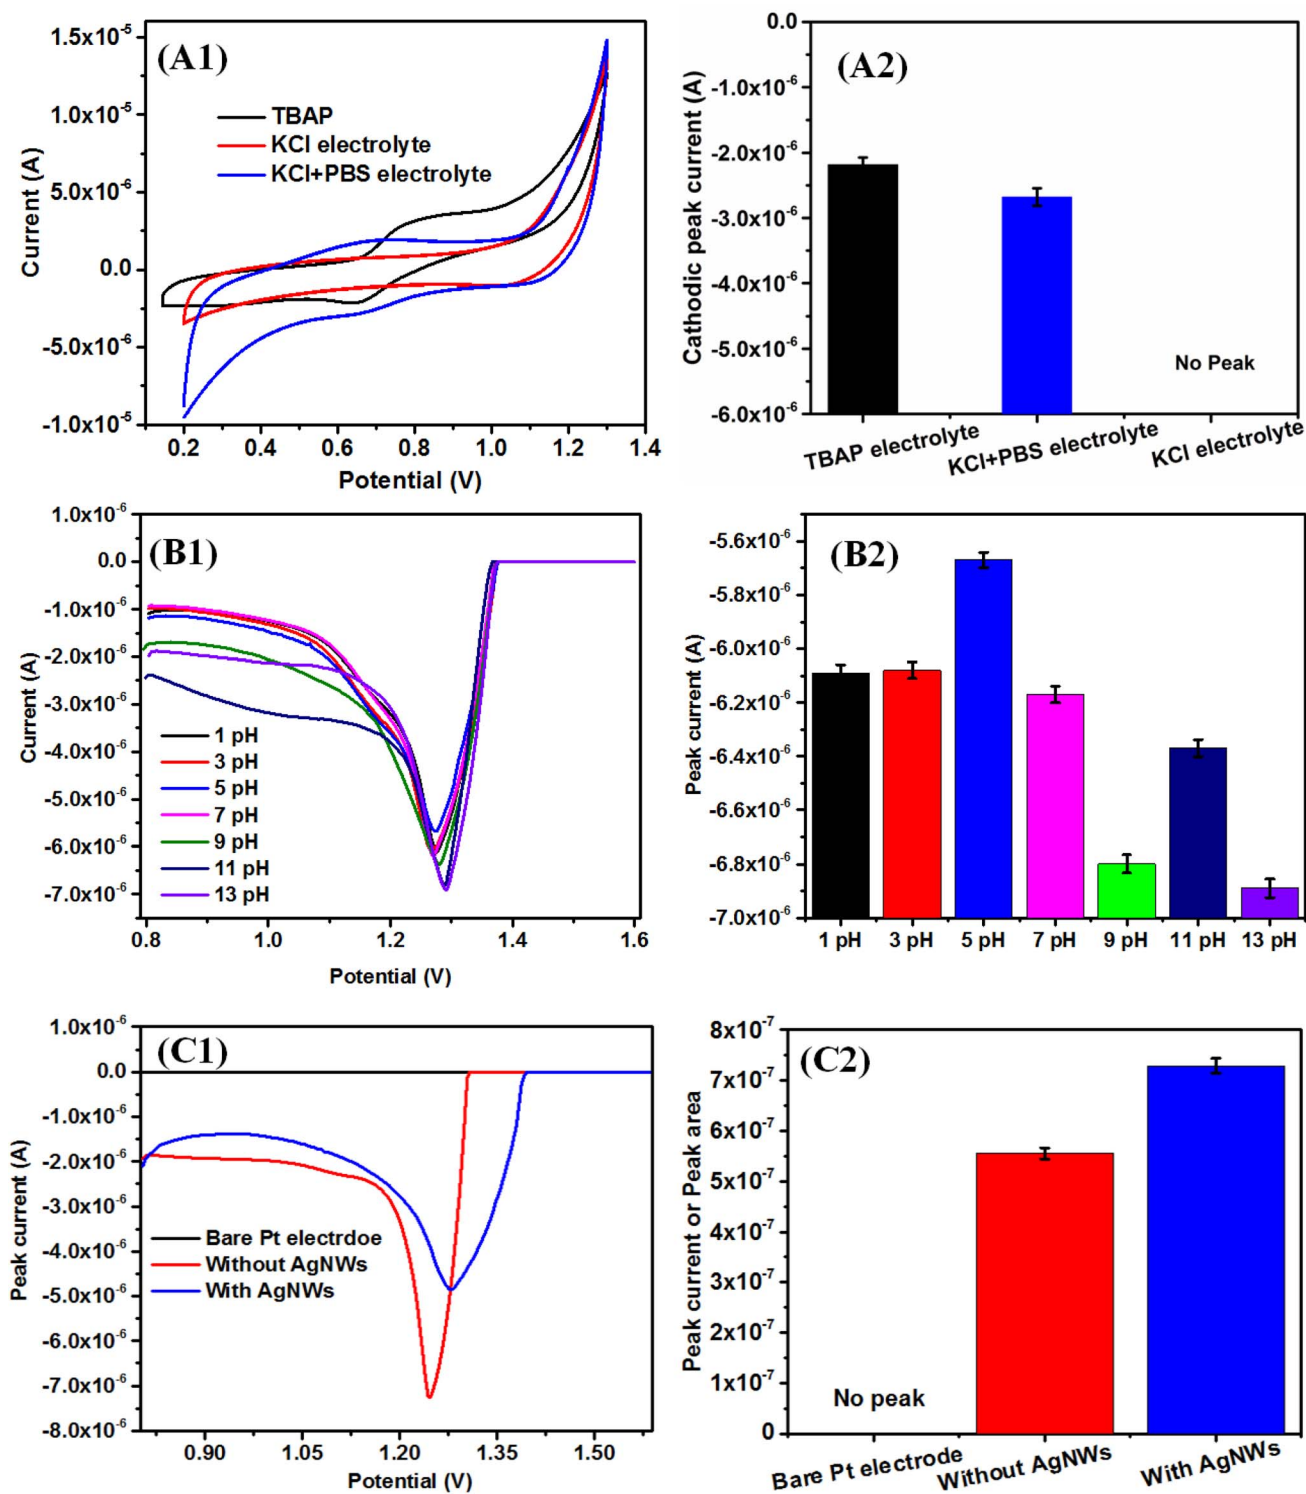 (A1)
1.5x10⁻⁵
1.0x10⁻⁵
5.0x10⁻⁶
0.0
-5.0x10⁻⁶
-1.0x10⁻⁵
Current (A)
TBAP
KCl electrolyte
KCl+PBS electrolyte
0.2 0.4 0.6 0.8 1.0 1.2 1.4
Potential (V)
(A2)
0.0
-1.0x10⁻⁶
-2.0x10⁻⁶
-3.0x10⁻⁶
-4.0x10⁻⁶
-5.0x10⁻⁶
-6.0x10⁻⁶
Cathodic peak current (A)
No Peak
TBAP electrolyte
KCl+PBS electrolyte
KCl electrolyte
(B1)
1.0x10⁻⁶
0.0
-1.0x10⁻⁶
-2.0x10⁻⁶
-3.0x10⁻⁶
-4.0x10⁻⁶
-5.0x10⁻⁶
-6.0x10⁻⁶
-7.0x10⁻⁶
Current (A)
1 pH
3 pH
5 pH
7 pH
9 pH
11 pH
13 pH
0.8 1.0 1.2 1.4 1.6
Potential (V)
(B2)
-5.6x10⁻⁶
-5.8x10⁻⁶
-6.0x10⁻⁶
-6.2x10⁻⁶
-6.4x10⁻⁶
-6.6x10⁻⁶
-6.8x10⁻⁶
-7.0x10⁻⁶
Peak current (A)
1 pH 3 pH 5 pH 7 pH 9 pH 11 pH 13 pH
(C1)
1.0x10⁻⁶
0.0
-1.0x10⁻⁶
-2.0x10⁻⁶
-3.0x10⁻⁶
-4.0x10⁻⁶
-5.0x10⁻⁶
-6.0x10⁻⁶
-7.0x10⁻⁶
-8.0x10⁻⁶
Peak current (A)
Bare Pt electrdoe
Without AgNWs
With AgNWs
0.90 1.05 1.20 1.35 1.50
Potential (V)
(C2)
8x10⁻⁷
7x10⁻⁷
6x10⁻⁷
5x10⁻⁷
4x10⁻⁷
3x10⁻⁷
2x10⁻⁷
1x10⁻⁷
0
Peak current or Peak area
No peak
Bare Pt electrode
Without AgNWs
With AgNWs